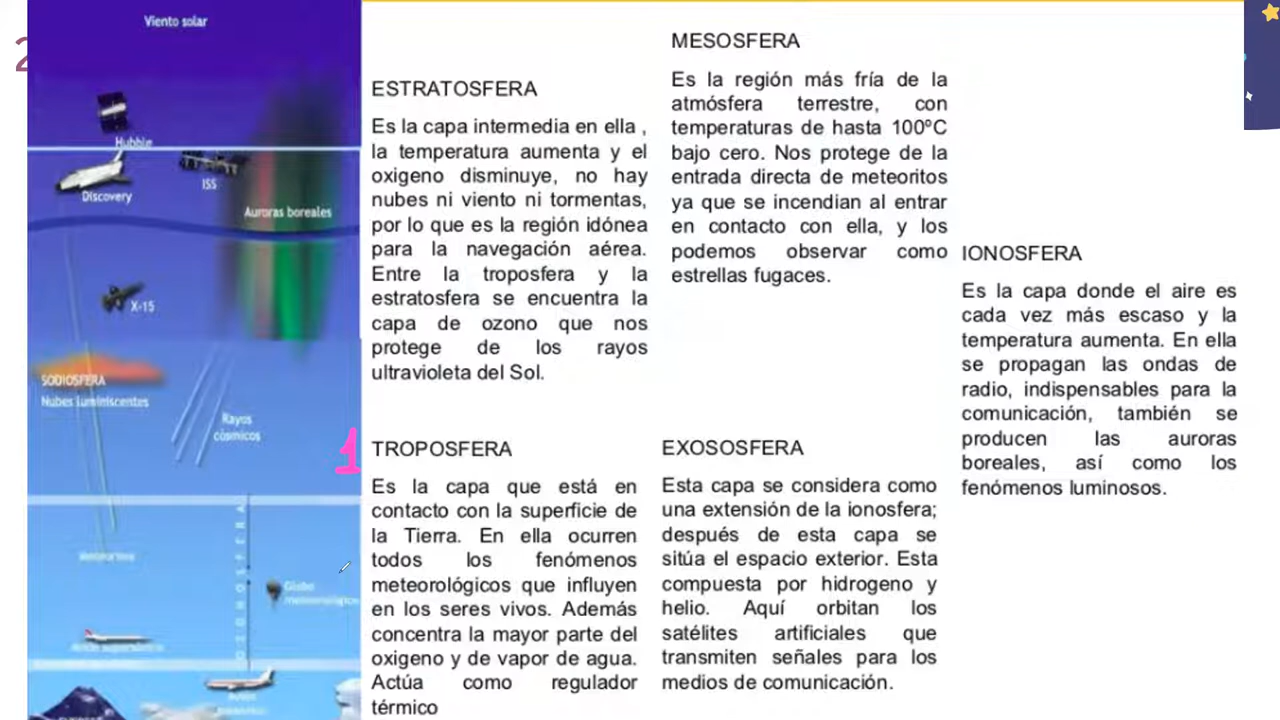 2
Viento solar
Hubble
Discovery
ISS
Auroras boreales
X-15
SODIOSFERA
Nubes luminiscentes
Rayos
cósmicos
1
OZONOSFERA
Globo
meteorológico
ESTRATOSFERA
Es la capa intermedia en ella ,
la temperatura aumenta y el
oxigeno disminuye, no hay
nubes ni viento ni tormentas,
por lo que es la región idónea
para la navegación aérea.
Entre la troposfera y la
estratosfera se encuentra la
capa de ozono que nos
protege de los rayos
ultravioleta del Sol.
TROPOSFERA
Es la capa que está en
contacto con la superficie de
la Tierra. En ella ocurren
todos los fenómenos
meteorológicos que influyen
en los seres vivos. Además
concentra la mayor parte del
oxigeno y de vapor de agua.
Actúa como regulador
térmico
MESOSFERA
Es la región más fría de la
atmósfera terrestre, con
temperaturas de hasta 100ºC
bajo cero. Nos protege de la
entrada directa de meteoritos
ya que se incendian al entrar
en contacto con ella, y los
podemos observar como
estrellas fugaces.
EXOSOSFERA
Esta capa se considera como
una extensión de la ionosfera;
después de esta capa se
sitúa el espacio exterior. Esta
compuesta por hidrogeno y
helio. Aquí orbitan los
satélites artificiales que
transmiten señales para los
medios de comunicación.
IONOSFERA
Es la capa donde el aire es
cada vez más escaso y la
temperatura aumenta. En ella
se propagan las ondas de
radio, indispensables para la
comunicación, también se
producen las auroras
boreales, así como los
fenómenos luminosos.